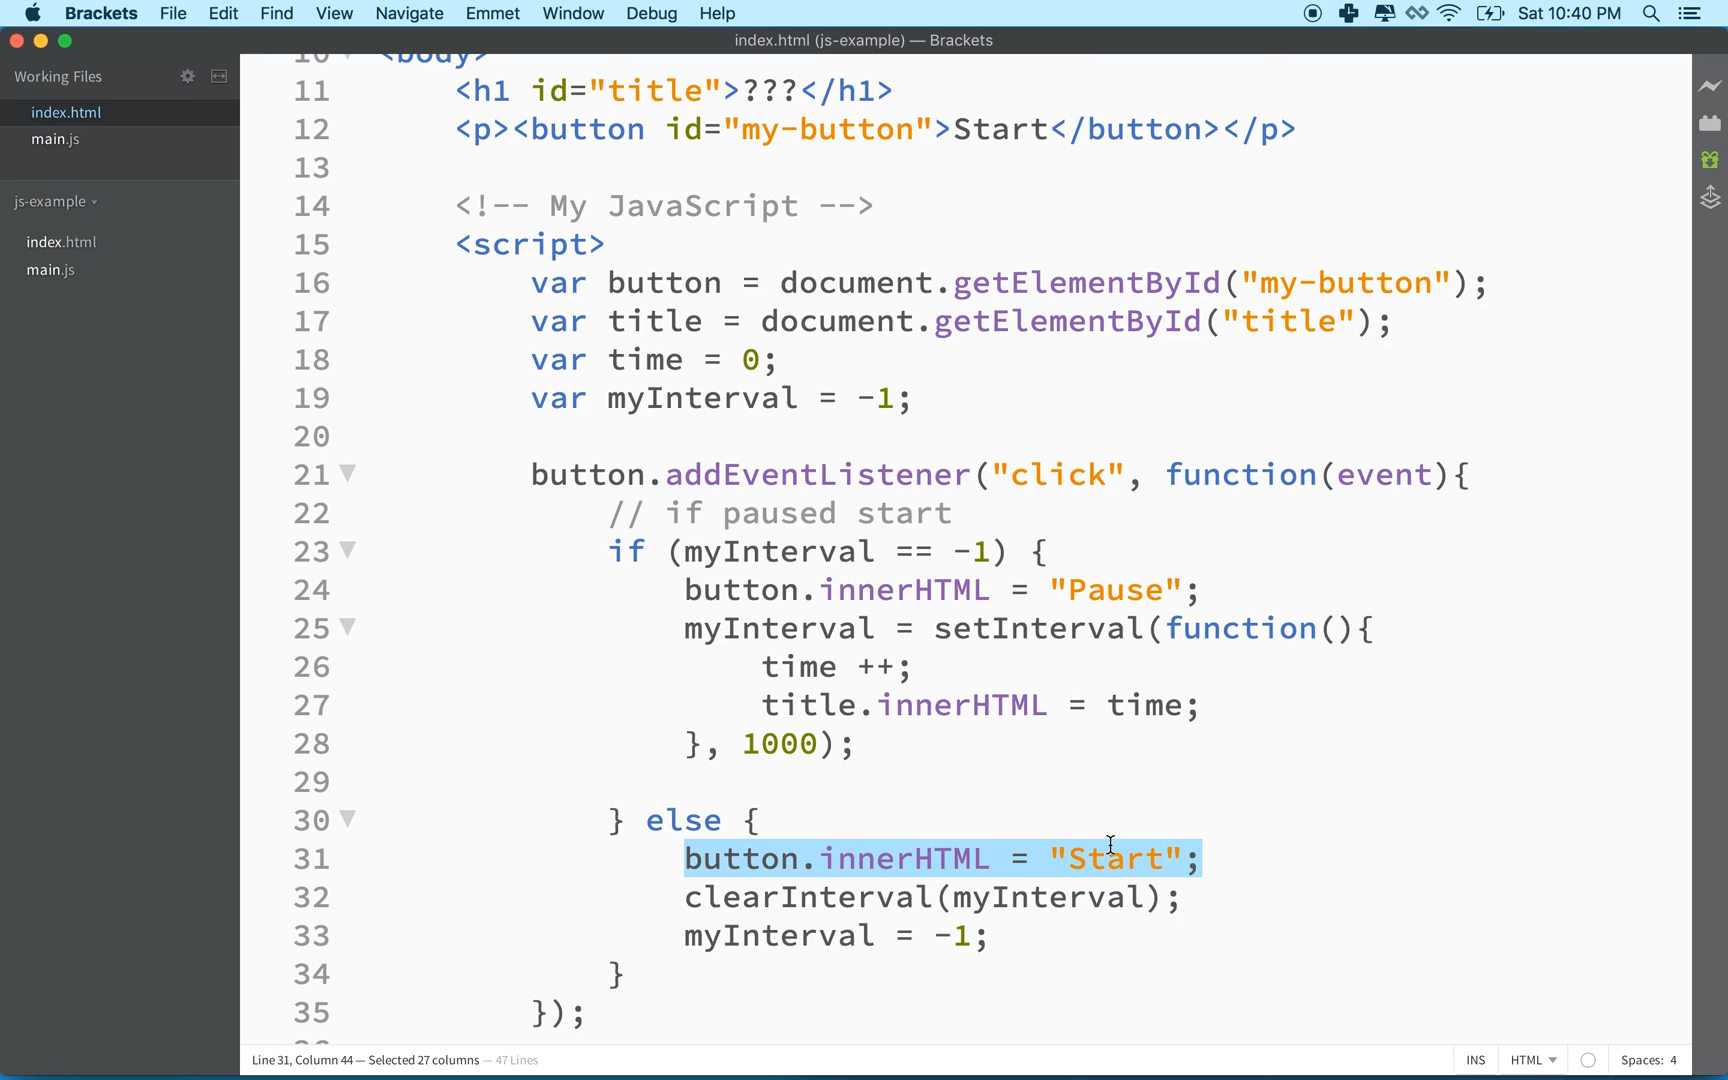 Brackets File Edit Find View Navigate Emmet Window Debug Help Sat 10:40 PM
index.html (js-example) — Brackets
Working Files
index.html
main.js
js-example
index.html
main.js
10 <body>
11 <h1 id="title">???</h1>
12 <p><button id="my-button">Start</button></p>
13
14 <!-- My JavaScript -->
15 <script>
16 var button = document.getElementById("my-button");
17 var title = document.getElementById("title");
18 var time = 0;
19 var myInterval = -1;
20
21 button.addEventListener("click", function(event){
22 // if paused start
23 if (myInterval == -1) {
24 button.innerHTML = "Pause";
25 myInterval = setInterval(function(){
26 time ++;
27 title.innerHTML = time;
28 }, 1000);
29
30 } else {
31 button.innerHTML = "Start";
32 clearInterval(myInterval);
33 myInterval = -1;
34 }
35 });
Line 31, Column 44 — Selected 27 columns — 47 Lines INS HTML Spaces: 4